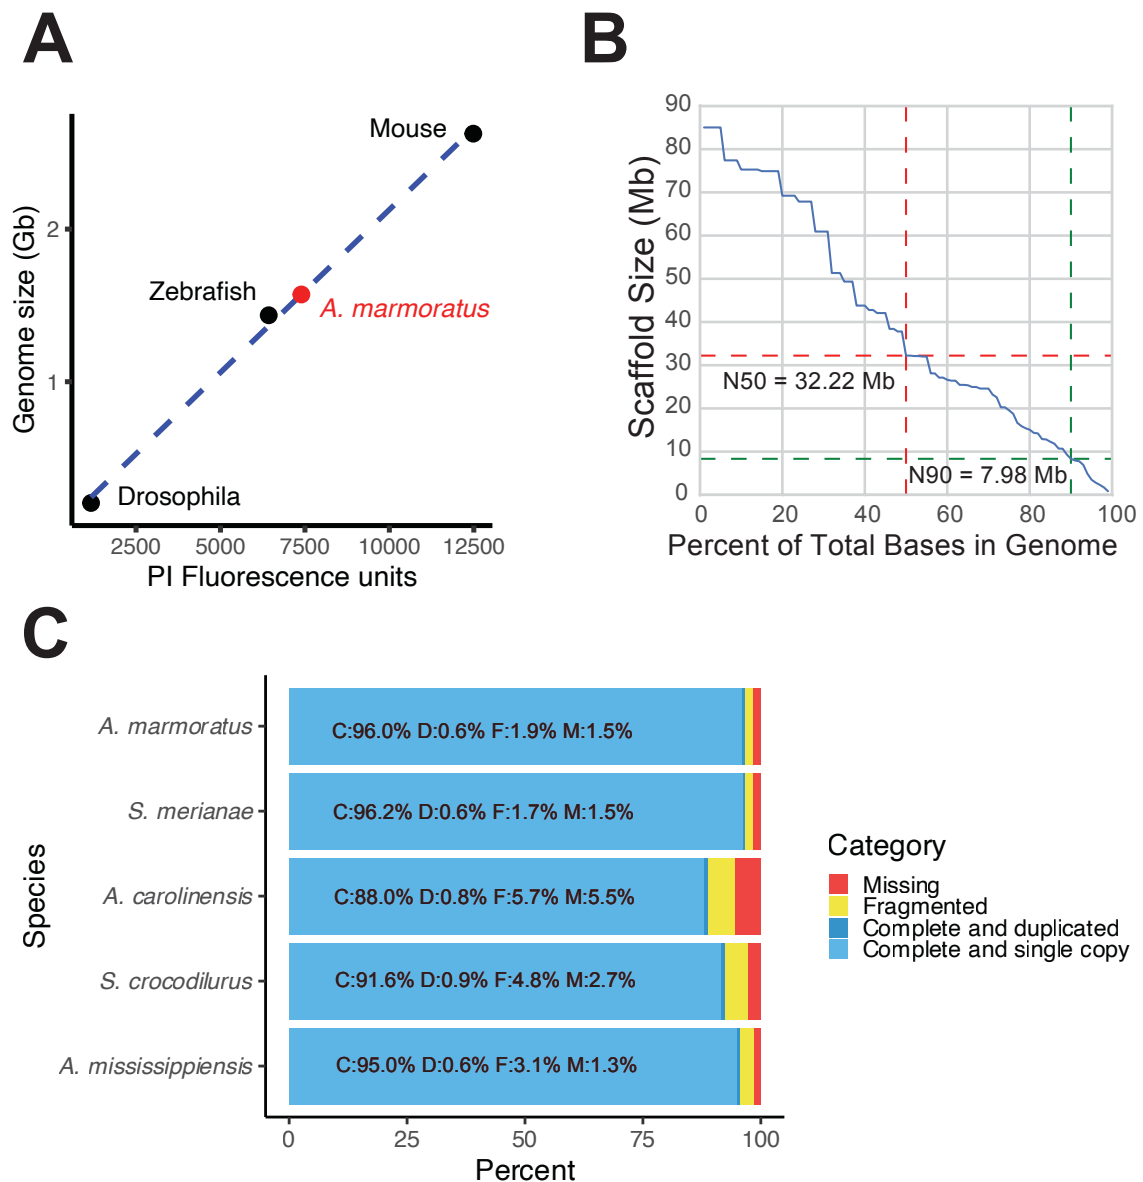 A
Mouse
Zebrafish
A. marmoratus
Drosophila
Genome size (Gb)
2
1
2500 5000 7500 10000 12500
PI Fluorescence units
B
Scaffold Size (Mb)
90
80
70
60
50
40
30
20
10
0
N50 = 32.22 Mb
N90 = 7.98 Mb
0 20 40 60 80 100
Percent of Total Bases in Genome
C
Species
A. marmoratus
C:96.0% D:0.6% F:1.9% M:1.5%
S. merianae
C:96.2% D:0.6% F:1.7% M:1.5%
A. carolinensis
C:88.0% D:0.8% F:5.7% M:5.5%
S. crocodilurus
C:91.6% D:0.9% F:4.8% M:2.7%
A. mississippiensis
C:95.0% D:0.6% F:3.1% M:1.3%
0 25 50 75 100
Percent
Category
Missing
Fragmented
Complete and duplicated
Complete and single copy